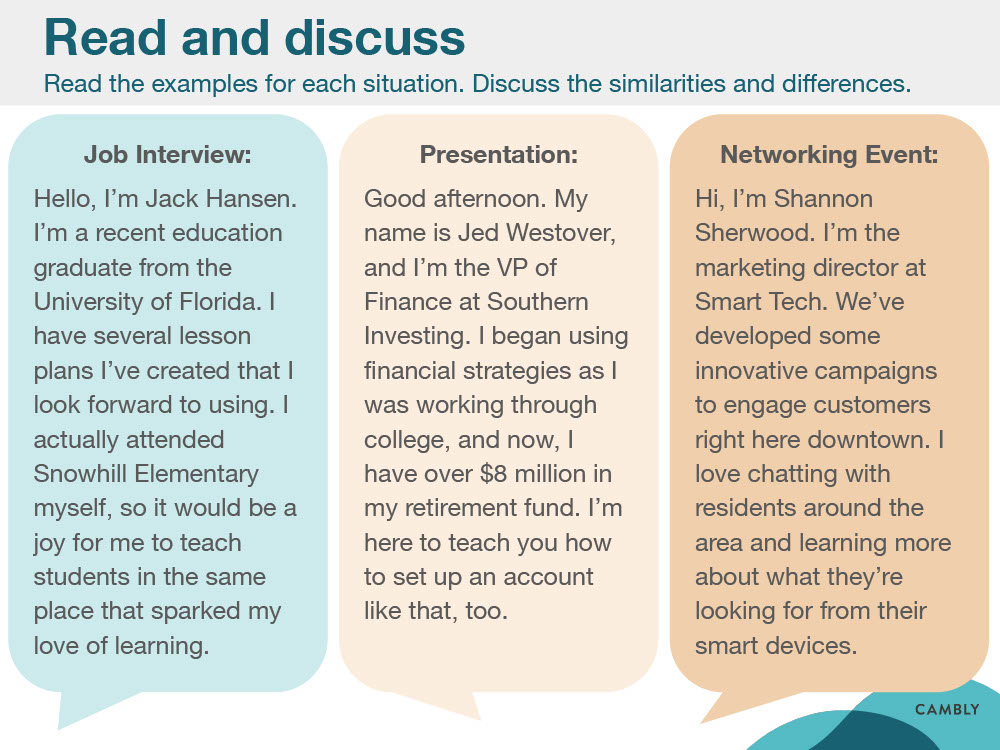 Read and discuss
Read the examples for each situation. Discuss the similarities and differences.
Job Interview:
Hello, I’m Jack Hansen.
I’m a recent education
graduate from the
University of Florida. I
have several lesson
plans I’ve created that I
look forward to using. I
actually attended
Snowhill Elementary
myself, so it would be a
joy for me to teach
students in the same
place that sparked my
love of learning.
Presentation:
Good afternoon. My
name is Jed Westover,
and I’m the VP of
Finance at Southern
Investing. I began using
financial strategies as I
was working through
college, and now, I
have over $8 million in
my retirement fund. I’m
here to teach you how
to set up an account
like that, too.
Networking Event:
Hi, I’m Shannon
Sherwood. I’m the
marketing director at
Smart Tech. We’ve
developed some
innovative campaigns
to engage customers
right here downtown. I
love chatting with
residents around the
area and learning more
about what they’re
looking for from their
smart devices.
CAMBLY